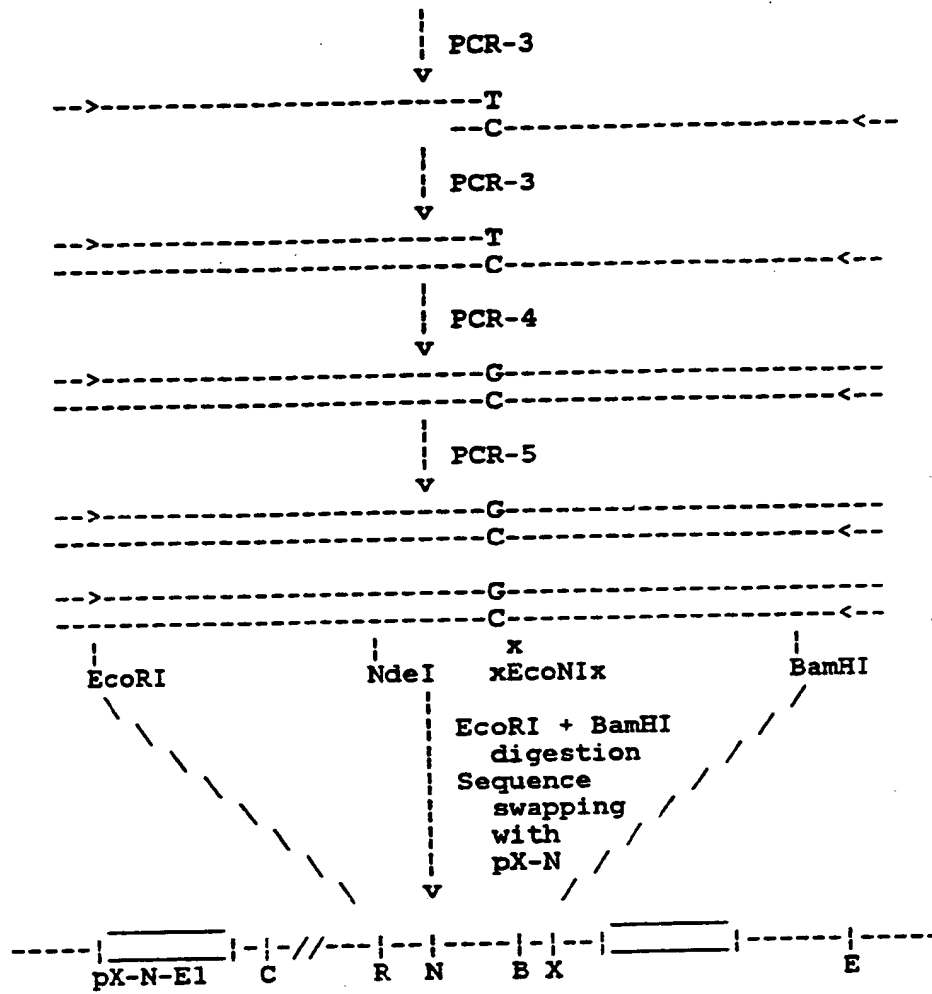 PCR-3
T
C
PCR-3
T
C
PCR-4
G
C
PCR-5
G
C
G
C
x
EcoRI NdeI xEcoNIx BamHI
EcoRI + BamHI
digestion
Sequence
swapping
with
pX-N
pX-N-E1 C R N B X E